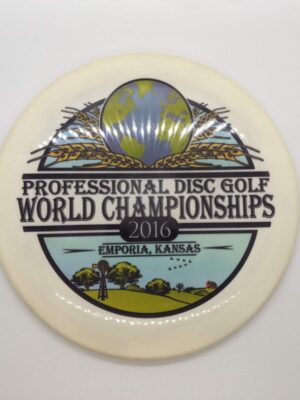 PROFESSIONAL DISC GOLF
WORLD CHAMPIONSHIPS
2016
EMPORIA, KANSAS